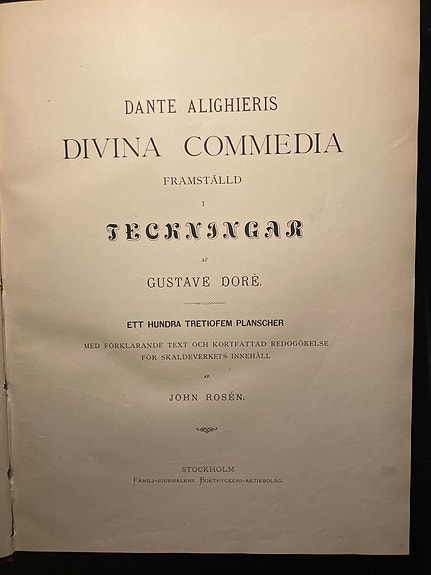 DANTE ALIGHIERIS
DIVINA COMMEDIA
FRAMSTÄLLD
I
TECKNINGAR
AF
GUSTAVE DORÈ.
ETT HUNDRA TRETIOFEM PLANSCHER
MED FÖRKLARANDE TEXT OCH KORTFATTAD REDOGÖRELSE
FÖR SKALDEVERKETS INNEHÅLL
AF
JOHN ROSÉN.
STOCKHOLM
FAMILJ-JOURNALENS BOKTRYCKERI-AKTIEBOLAG.